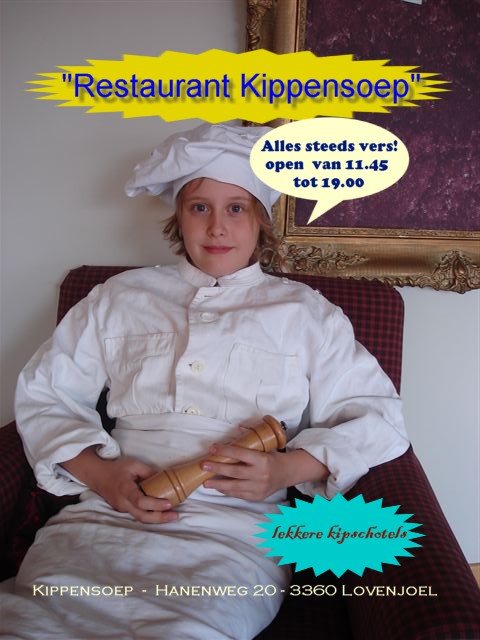 "Restaurant Kippensoep"
Alles steeds vers!
open van 11.45
tot 19.00
lekkere kipschotels
Kippensoep - Hanenweg 20 - 3360 Lovenjoel